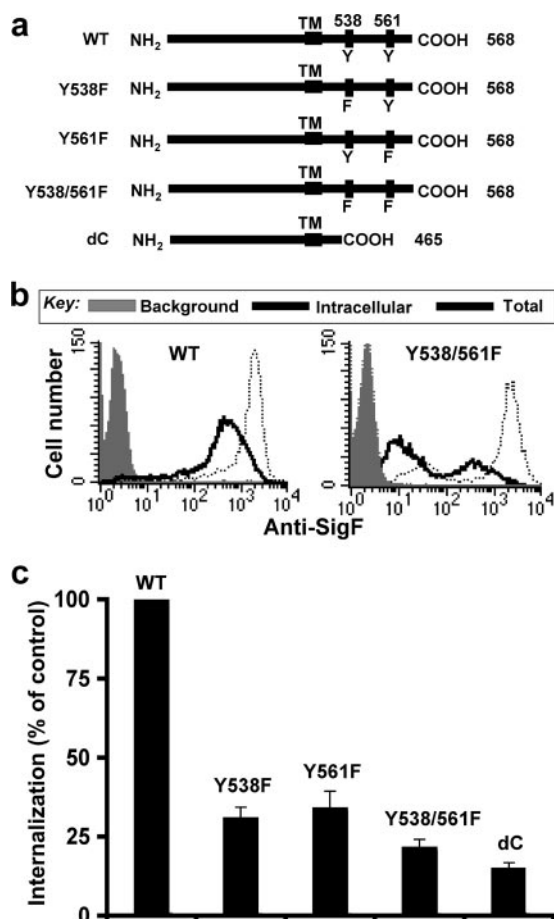 a
TM 538 561
WT NH2 COOH 568
Y Y
TM
Y538F NH2 COOH 568
F Y
TM
Y561F NH2 COOH 568
Y F
TM
Y538/561F NH2 COOH 568
F F
TM
dC NH2 COOH 465
b
Key: Background Intracellular Total
150 WT 150 Y538/561F
Cell number
0 0
10^0 10^1 10^2 10^3 10^4 10^0 10^1 10^2 10^3 10^4
Anti-SigF
c
Internalization (% of control)
100
75
50
25
0
WT
Y538F
Y561F
Y538/561F
dC